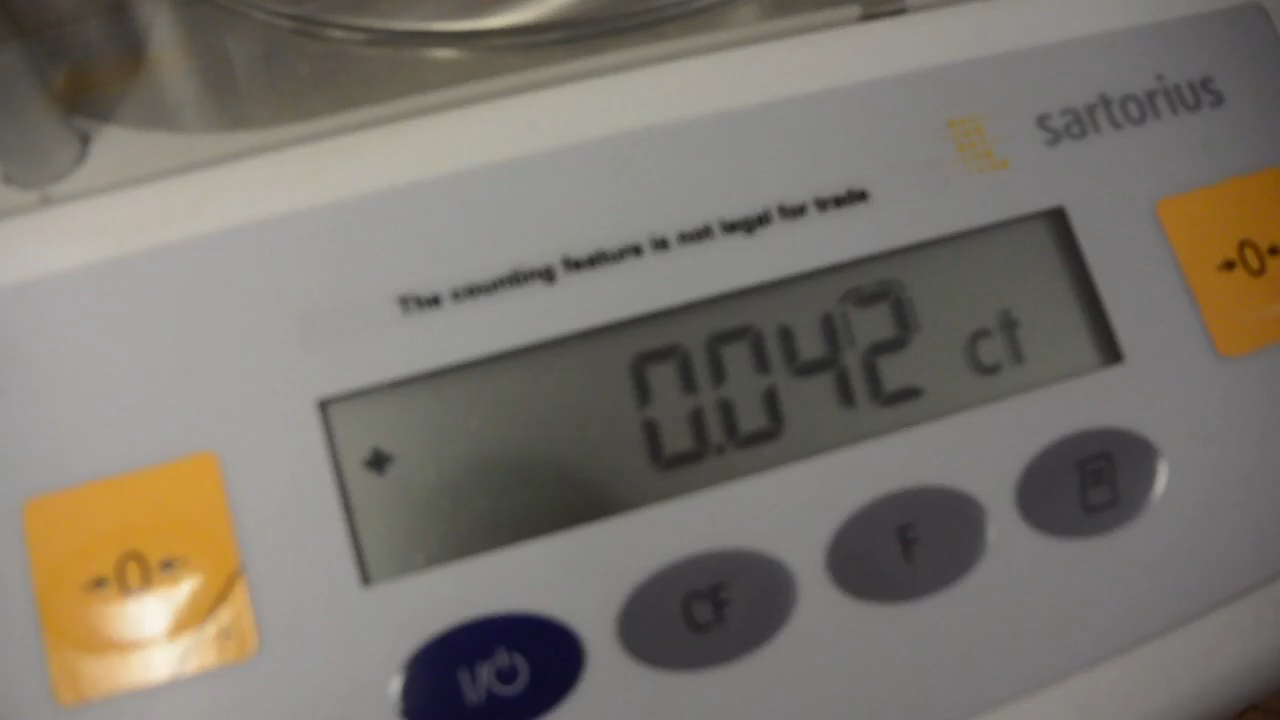 sartorius
The counting feature is not legal for trade
+ 0.042 ct
→0←
→0←
I/⏻ CF F